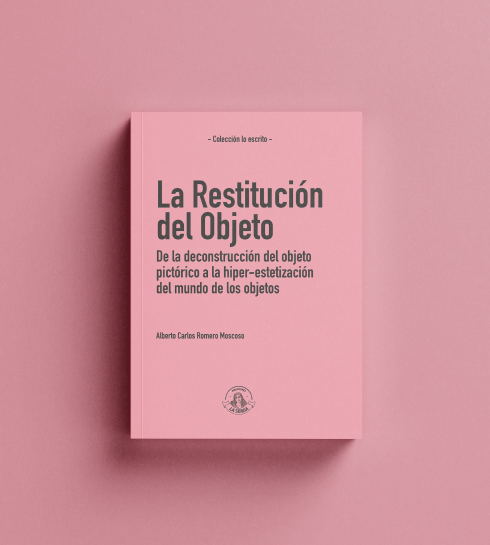 - Colección lo escrito -
La Restitución
del Objeto
De la deconstrucción del objeto
pictórico a la hiper-estetización
del mundo de los objetos
Alberto Carlos Romero Moscoso